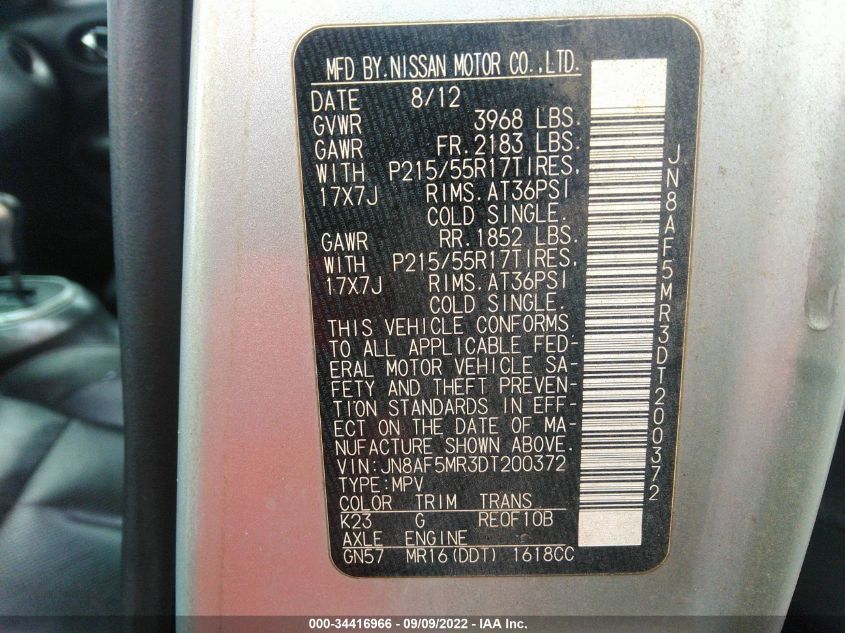 MFD BY.NISSAN MOTOR CO.,LTD.
DATE 8/12
GVWR 3968 LBS.
GAWR FR.2183 LBS.
WITH P215/55R17TIRES,
17X7J RIMS.AT36PSI
COLD SINGLE.
GAWR RR.1852 LBS.
WITH P215/55R17TIRES,
17X7J RIMS.AT36PSI
COLD SINGLE.
THIS VEHICLE CONFORMS
TO ALL APPLICABLE FED-
ERAL MOTOR VEHICLE SA-
FETY AND THEFT PREVEN-
TION STANDARDS IN EFF-
ECT ON THE DATE OF MA-
NUFACTURE SHOWN ABOVE.
VIN:JN8AF5MR3DT200372
TYPE:MPV
COLOR TRIM TRANS
K23 G RE0F10B
AXLE ENGINE
GN57 MR16(DDT) 1618CC
JN8AF5MR3DT200372
000-34416966 - 09/09/2022 - IAA Inc.